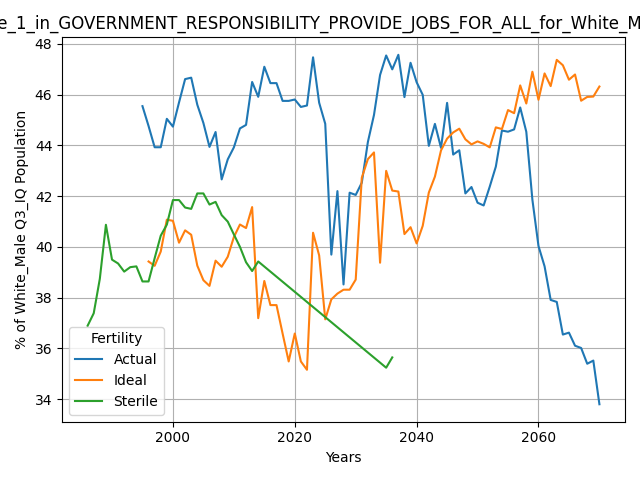 e_1_in_GOVERNMENT_RESPONSIBILITY_PROVIDE_JOBS_FOR_ALL_for_White_M
48
46
44
42
40
38
36
34
% of White_Male Q3_IQ Population
Fertility
Actual
Ideal
Sterile
2000
2020
2040
2060
Years